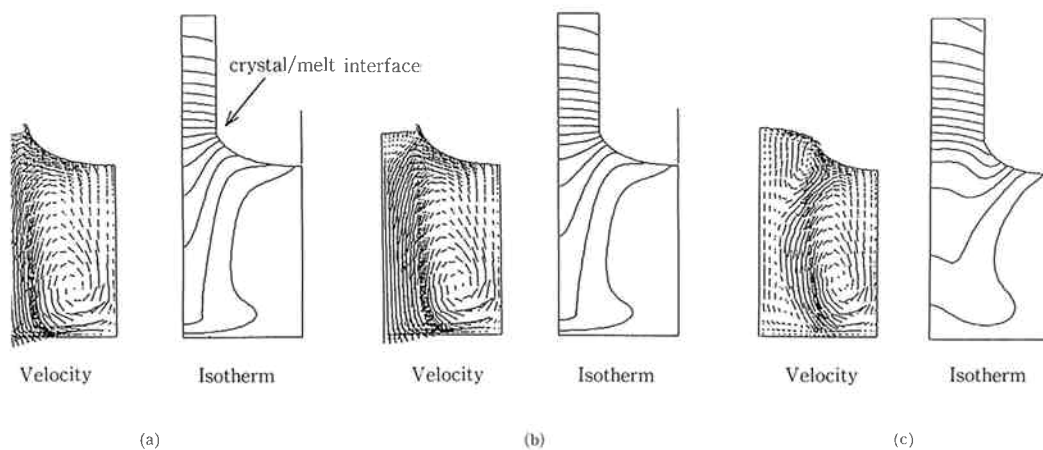 crystal/melt interface
Velocity Isotherm Velocity Isotherm Velocity Isotherm
(a) (b) (c)